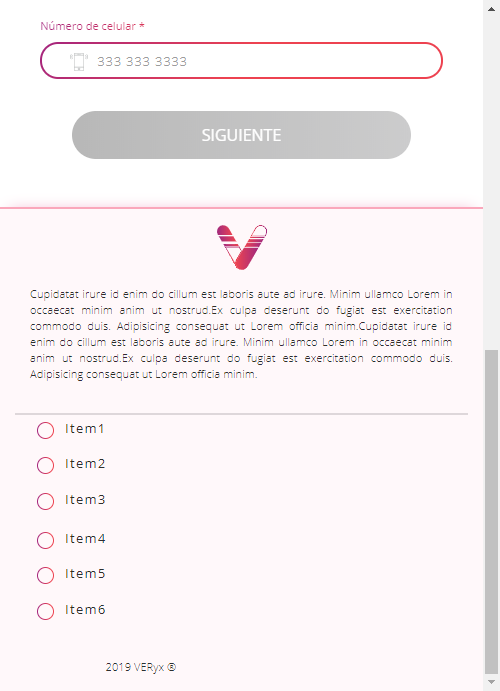 Número de celular *
333 333 3333
SIGUIENTE
Cupidatat irure id enim do cillum est laboris aute ad irure. Minim ullamco Lorem in
occaecat minim anim ut nostrud.Ex culpa deserunt do fugiat est exercitation
commodo duis. Adipisicing consequat ut Lorem officia minim.Cupidatat irure id
enim do cillum est laboris aute ad irure. Minim ullamco Lorem in occaecat minim
anim ut nostrud.Ex culpa deserunt do fugiat est exercitation commodo duis.
Adipisicing consequat ut Lorem officia minim.
Item1
Item2
Item3
Item4
Item5
Item6
2019 VERyx ®